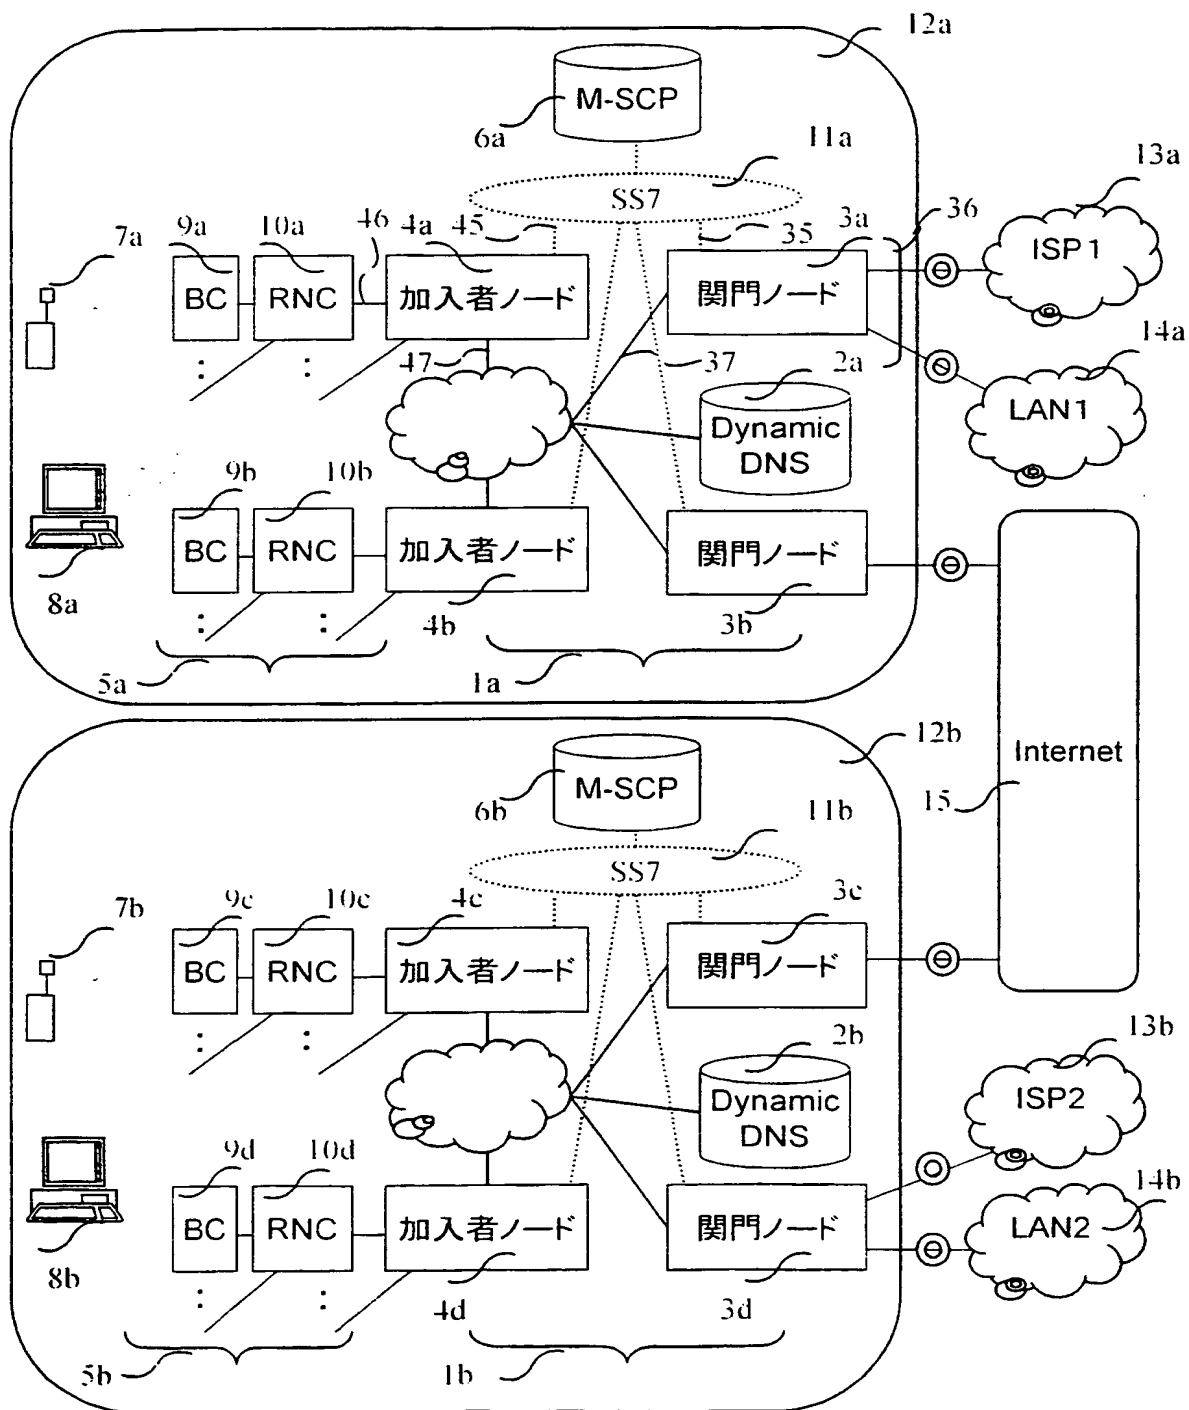 12a
M-SCP
6a
11a
SS7
13a
ISP1
7a
9a
10a
46
4a
45
35
3a
36
BC
RNC
加入者ノード
関門ノード
47
37
2a
14a
LAN1
Dynamic
DNS
9b
10b
BC
RNC
加入者ノード
関門ノード
8a
4b
3b
5a
1a
12b
M-SCP
6b
Internet
15
11b
SS7
7b
9c
10c
4c
3c
BC
RNC
加入者ノード
関門ノード
2b
13b
ISP2
Dynamic
DNS
9d
10d
14b
BC
RNC
加入者ノード
関門ノード
LAN2
8b
4d
3d
5b
1b